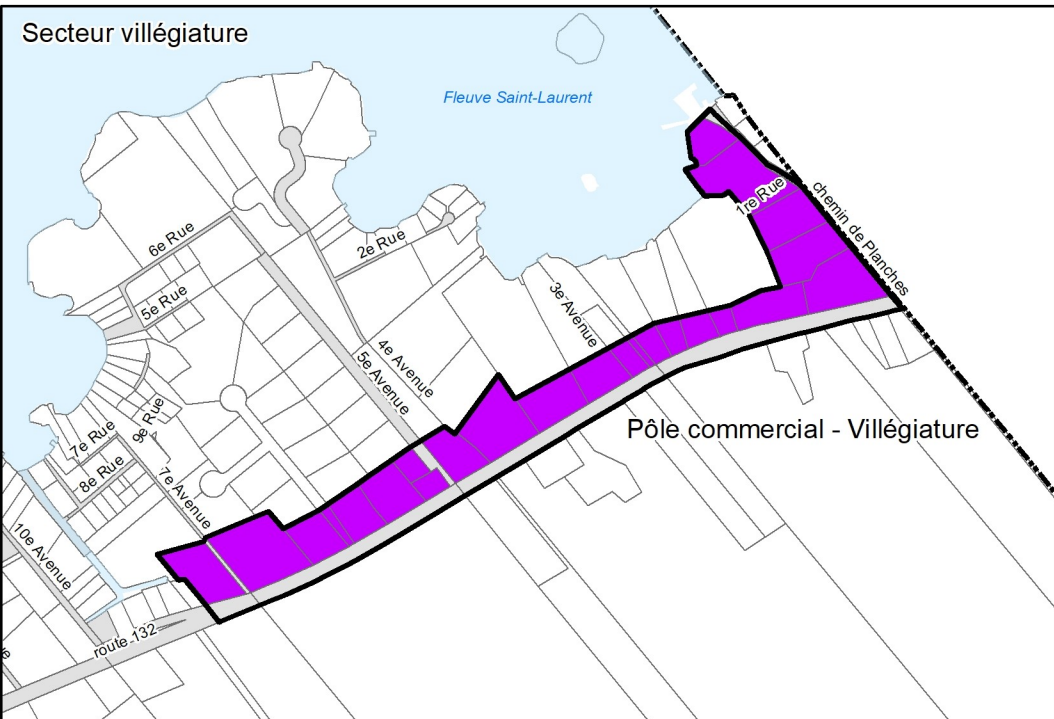 Secteur villégiature
Fleuve Saint-Laurent
1re Rue
chemin de Planches
6e Rue
2e Rue
5e Rue
3e Avenue
4e Avenue
5e Avenue
9e Rue
7e Rue
8e Rue
7e Avenue
Pôle commercial - Villégiature
10e Avenue
route 132